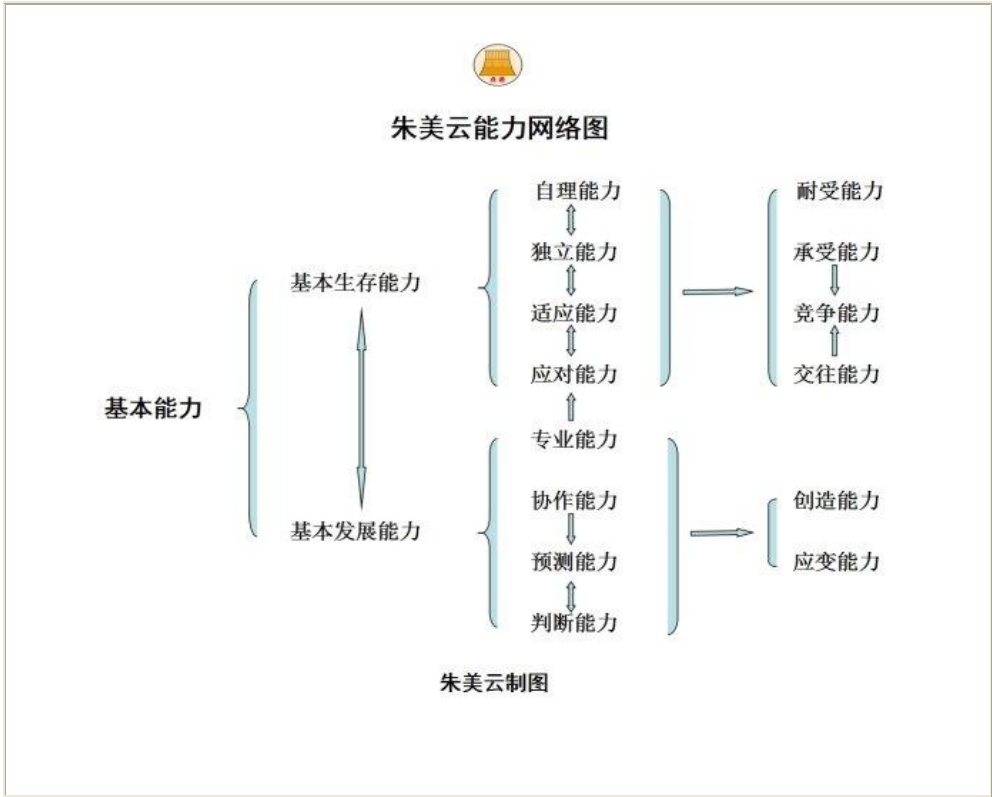 朱美云能力网络图
自理能力
耐受能力
独立能力
承受能力
基本生存能力
适应能力
竞争能力
应对能力
交往能力
基本能力
专业能力
协作能力
创造能力
基本发展能力
预测能力
应变能力
判断能力
朱美云制图